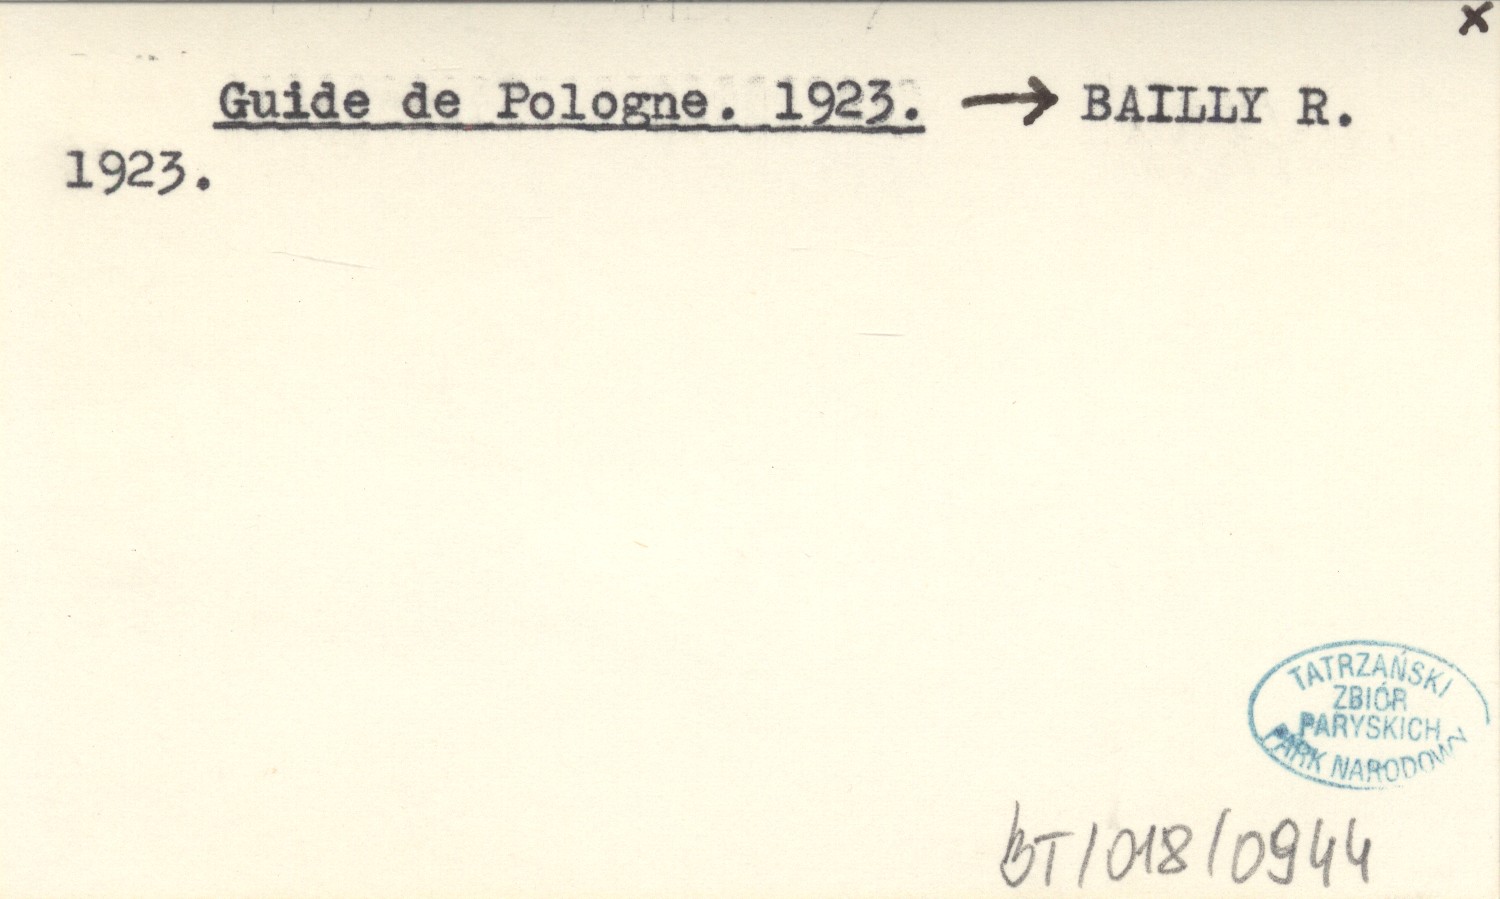 x
Guide de Pologne. 1923. → BAILLY R.
1923.
TATRZAŃSKI
ZBIÓR
PARYSKICH
PARK NARODOWY
BT/018/0944